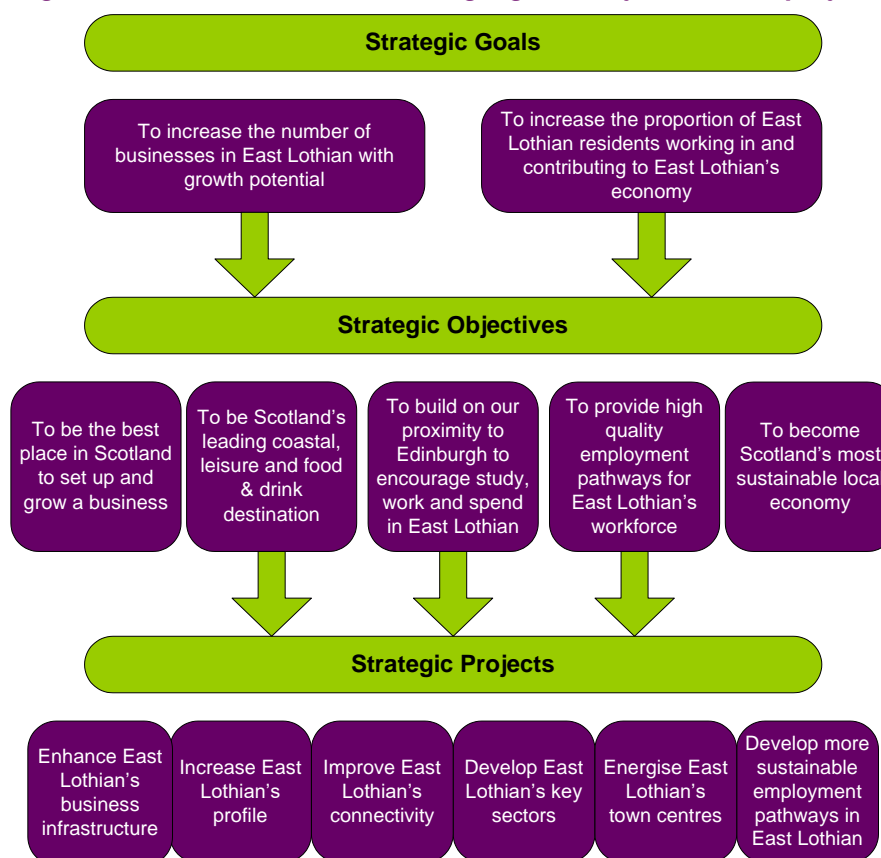 Strategic Goals
To increase the number of
businesses in East Lothian with
growth potential
To increase the proportion of East
Lothian residents working in and
contributing to East Lothian's
economy
Strategic Objectives
To be the best
place in Scotland
to set up and
grow a business
To be Scotland's
leading coastal,
leisure and food
& drink
destination
To build on our
proximity to
Edinburgh to
encourage study,
work and spend
in East Lothian
To provide high
quality
employment
pathways for
East Lothian's
workforce
To become
Scotland's most
sustainable local
economy
Strategic Projects
Enhance East
Lothian's
business
infrastructure
Increase East
Lothian's
profile
Improve East
Lothian's
connectivity
Develop East
Lothian's key
sectors
Energise East
Lothian's
town centres
Develop more
sustainable
employment
pathways in
East Lothian